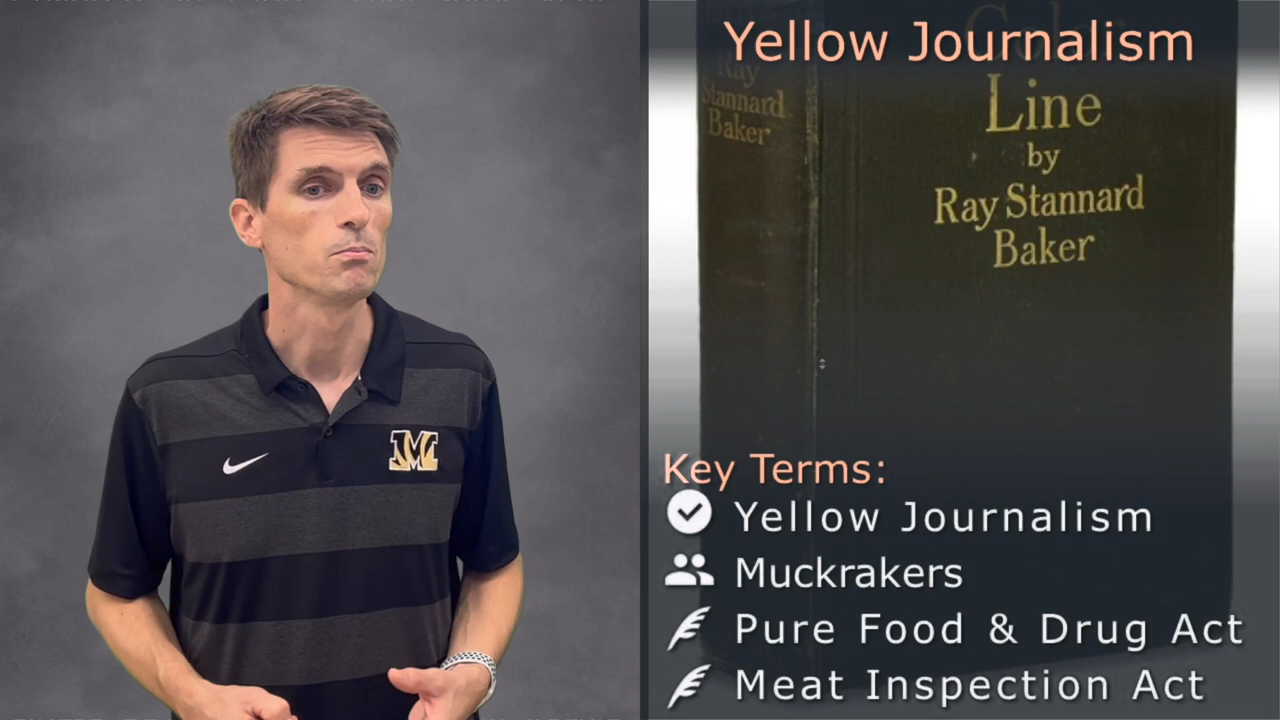 Yellow Journalism
Color
Ray
Stannard
Baker
Line
by
Ray Stannard
Baker
M
Key Terms:
Yellow Journalism
Muckrakers
Pure Food & Drug Act
Meat Inspection Act